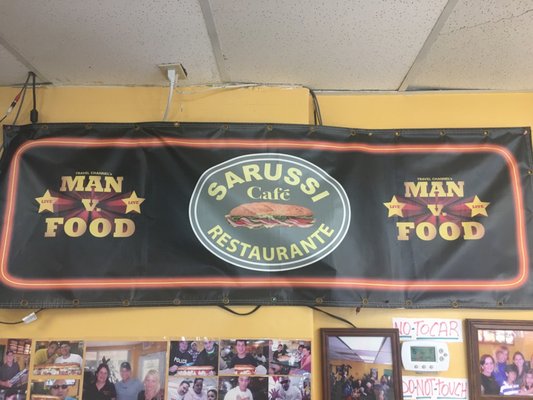 TRAVEL CHANNEL'S
MAN
LIVE V. LIVE
FOOD
SARUSSI
Café
RESTAURANTE
TRAVEL CHANNEL'S
MAN
LIVE V. LIVE
FOOD
NO-TOCAR
DO-NOT-TOUCH
POLICE